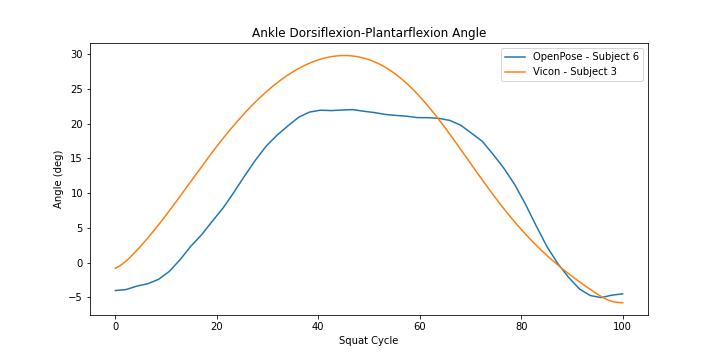 Ankle Dorsiflexion-Plantarflexion Angle
OpenPose - Subject 6
Vicon - Subject 3
Angle (deg)
30
25
20
15
10
5
0
−5
0 20 40 60 80 100
Squat Cycle